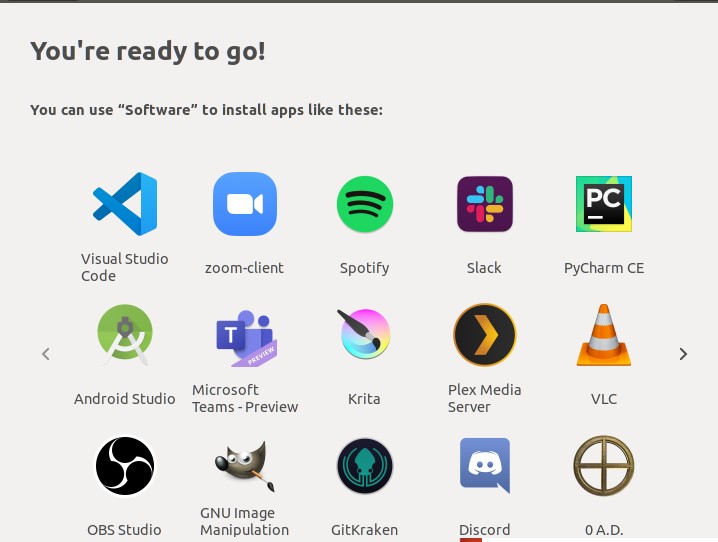 You're ready to go!
You can use “Software” to install apps like these:
Visual Studio
Code
zoom-client
Spotify
Slack
PC
PyCharm CE
T
PREVIEW
Android Studio
Microsoft
Teams - Preview
Krita
Plex Media
Server
VLC
OBS Studio
GNU Image
Manipulation
GitKraken
Discord
0 A.D.